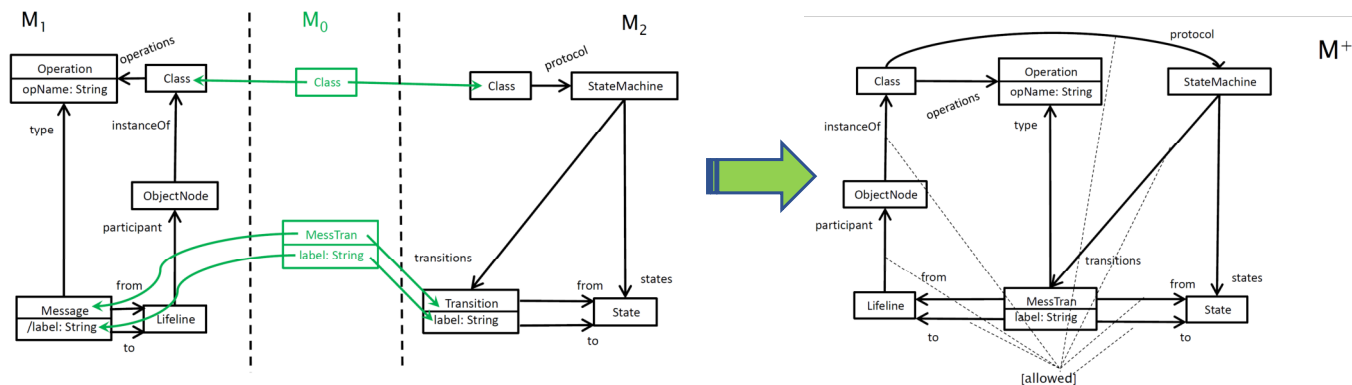 M1
M0
M2
operations
Operation
opName: String
Class
Class
Class
protocol
StateMachine
type
instanceOf
ObjectNode
participant
MessTran
label: String
transitions
states
from
Message
/label: String
Lifeline
to
Transition
label: String
from
State
to
protocol
M+
Class
Operation
opName: String
StateMachine
operations
instanceOf
type
ObjectNode
participant
transitions
states
from
from
Lifeline
MessTran
label: String
State
to
to
[allowed]